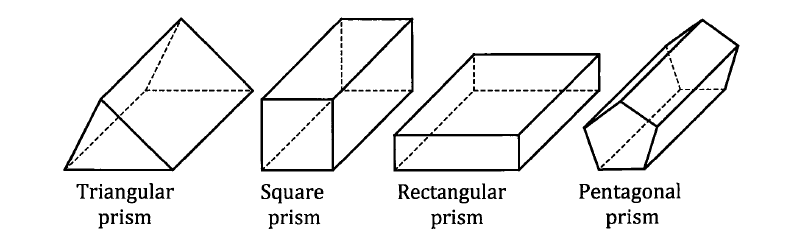 Triangular
prism
Square
prism
Rectangular
prism
Pentagonal
prism